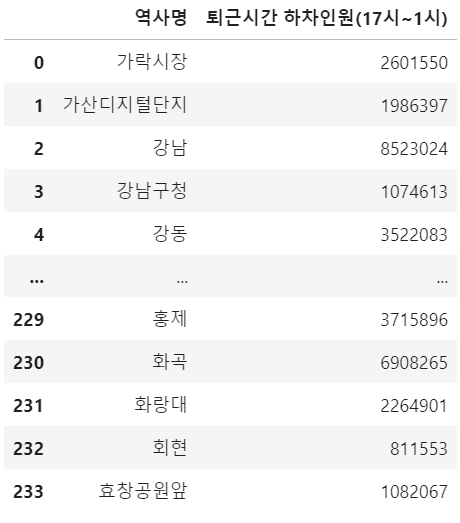 역사명 퇴근시간 하차인원(17시~1시)
0 가락시장 2601550
1 가산디지털단지 1986397
2 강남 8523024
3 강남구청 1074613
4 강동 3522083
... ... ...
229 홍제 3715896
230 화곡 6908265
231 화랑대 2264901
232 회현 811553
233 효창공원앞 1082067